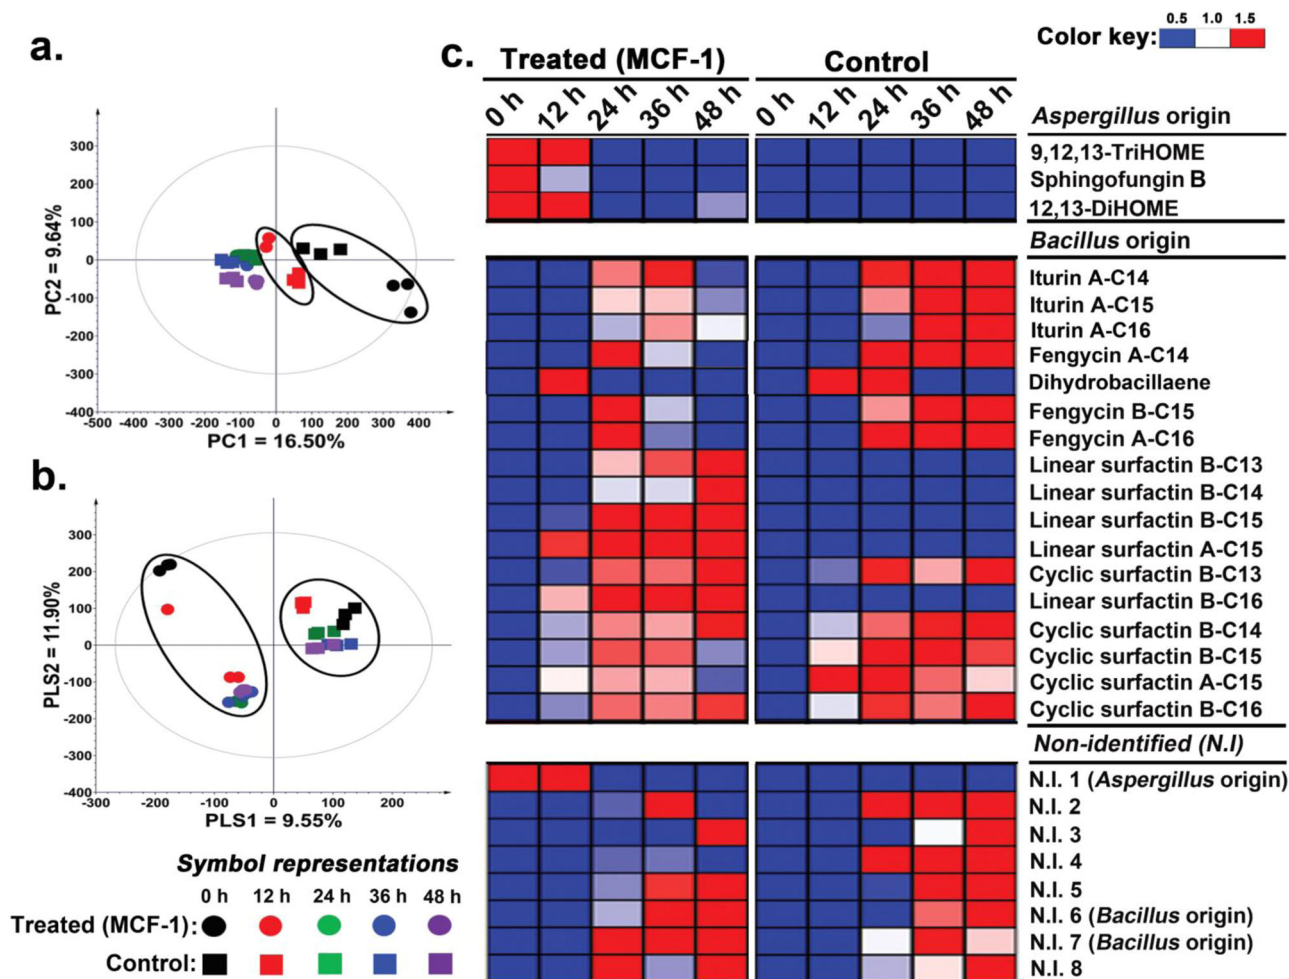 a.
300
200
100
0
-100
-200
-300
-400
-500 -400 -300 -200 -100 0 100 200 300 400
PC2 = 9.64%
PC1 = 16.50%
b.
300
200
100
0
-100
-200
-300
-400
-300 -200 -100 0 100 200
PLS2 = 11.90%
PLS1 = 9.55%
Symbol representations
0 h 12 h 24 h 36 h 48 h
Treated (MCF-1):
Control:
c.
Treated (MCF-1) Control
0 h 12 h 24 h 36 h 48 h 0 h 12 h 24 h 36 h 48 h
0.5 1.0 1.5
Color key:
Aspergillus origin
9,12,13-TriHOME
Sphingofungin B
12,13-DiHOME
Bacillus origin
Iturin A-C14
Iturin A-C15
Iturin A-C16
Fengycin A-C14
Dihydrobacillaene
Fengycin B-C15
Fengycin A-C16
Linear surfactin B-C13
Linear surfactin B-C14
Linear surfactin B-C15
Linear surfactin A-C15
Cyclic surfactin B-C13
Linear surfactin B-C16
Cyclic surfactin B-C14
Cyclic surfactin B-C15
Cyclic surfactin A-C15
Cyclic surfactin B-C16
Non-identified (N.I)
N.I. 1 (Aspergillus origin)
N.I. 2
N.I. 3
N.I. 4
N.I. 5
N.I. 6 (Bacillus origin)
N.I. 7 (Bacillus origin)
N.I. 8